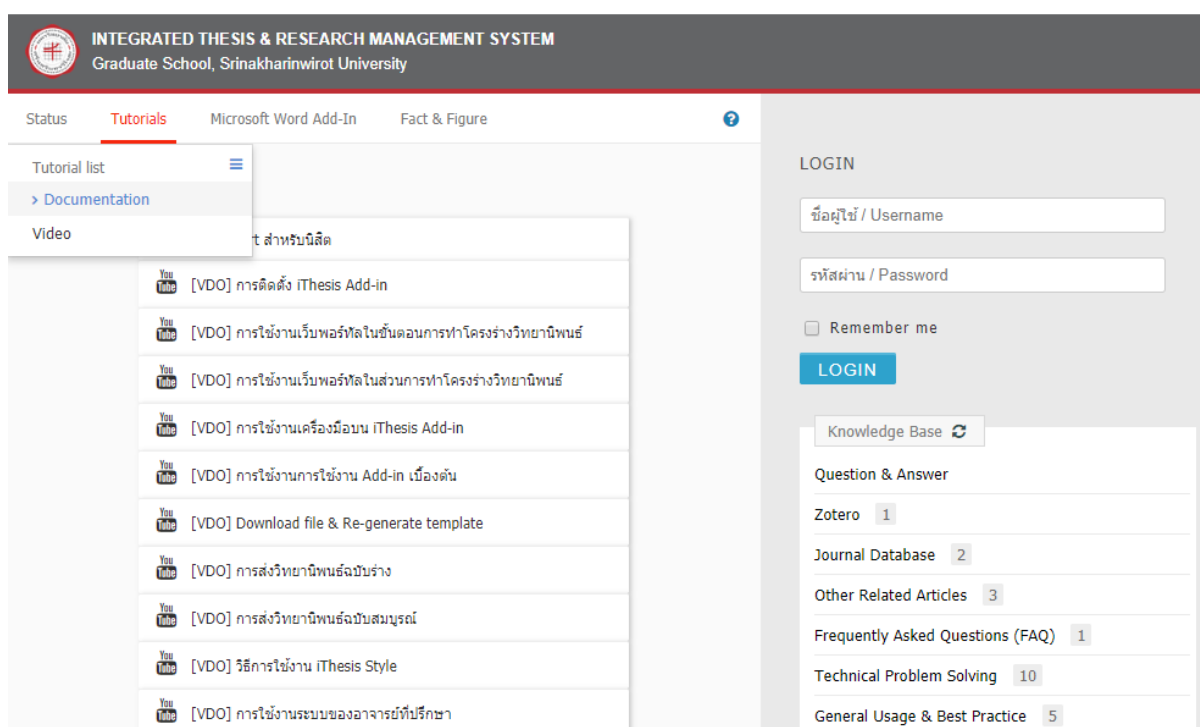 INTEGRATED THESIS & RESEARCH MANAGEMENT SYSTEM
Graduate School, Srinakharinwirot University
Status Tutorials Microsoft Word Add-In Fact & Figure
Tutorial list
> Documentation
Video
สำหรับนิสิต
[VDO] การติดตั้ง iThesis Add-in
[VDO] การใช้งานเว็บพอร์ทัลในขั้นตอนการทำโครงร่างวิทยานิพนธ์
[VDO] การใช้งานเว็บพอร์ทัลในส่วนการทำโครงร่างวิทยานิพนธ์
[VDO] การใช้งานเครื่องมือบน iThesis Add-in
[VDO] การใช้งานการใช้งาน Add-in เบื้องต้น
[VDO] Download file & Re-generate template
[VDO] การส่งวิทยานิพนธ์ฉบับร่าง
[VDO] การส่งวิทยานิพนธ์ฉบับสมบูรณ์
[VDO] วิธีการใช้งาน iThesis Style
[VDO] การใช้งานระบบของอาจารย์ที่ปรึกษา
LOGIN
ชื่อผู้ใช้ / Username
รหัสผ่าน / Password
Remember me
LOGIN
Knowledge Base
Question & Answer
Zotero 1
Journal Database 2
Other Related Articles 3
Frequently Asked Questions (FAQ) 1
Technical Problem Solving 10
General Usage & Best Practice 5